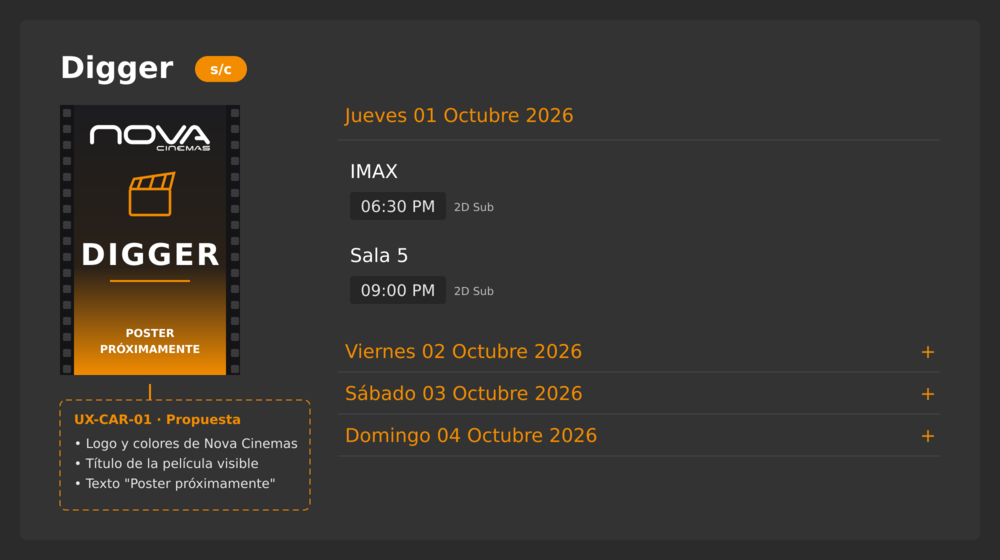 Digger s/c
NOVA
CINEMAS
DIGGER
POSTER
PRÓXIMAMENTE
UX-CAR-01 · Propuesta
• Logo y colores de Nova Cinemas
• Título de la película visible
• Texto "Poster próximamente"
Jueves 01 Octubre 2026
IMAX
06:30 PM 2D Sub
Sala 5
09:00 PM 2D Sub
Viernes 02 Octubre 2026 +
Sábado 03 Octubre 2026 +
Domingo 04 Octubre 2026 +